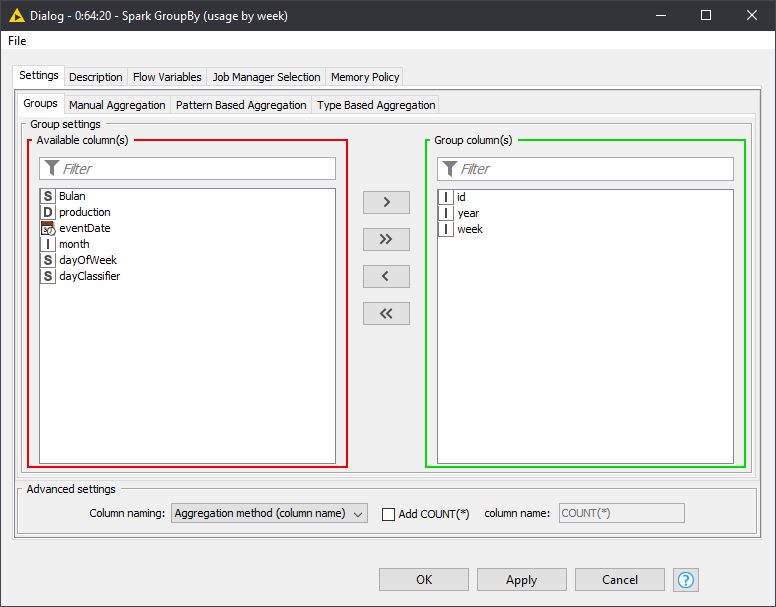 Dialog - 0:64:20 - Spark GroupBy (usage by week)
File
Settings Description Flow Variables Job Manager Selection Memory Policy
Groups Manual Aggregation Pattern Based Aggregation Type Based Aggregation
Group settings
Available column(s)
Filter
S Bulan
D production
eventDate
I month
S dayOfWeek
S dayClassifier
>
>>
<
<<
Group column(s)
Filter
I id
I year
I week
Advanced settings
Column naming: Aggregation method (column name) Add COUNT(*) column name: COUNT(*)
OK Apply Cancel ?